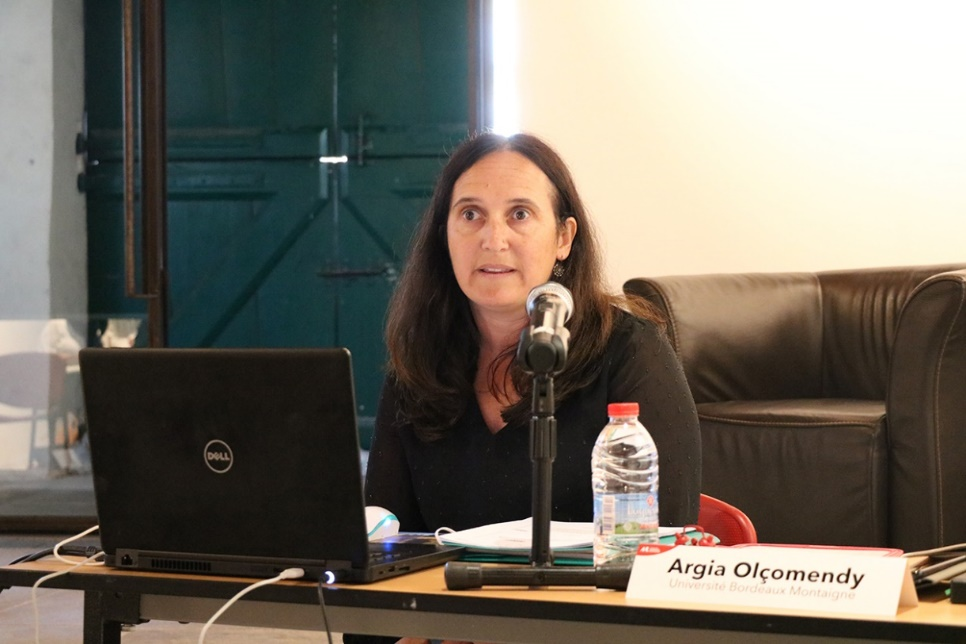 DELL
Argia Olçomendy
Université Bordeaux Montaigne